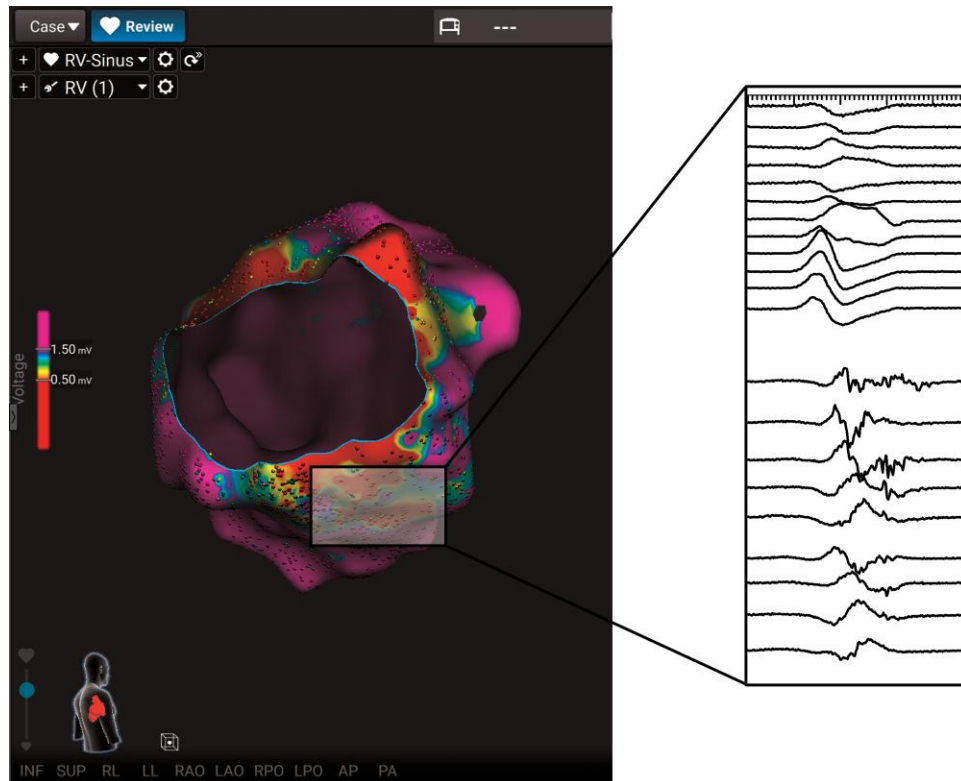 Case Review ---
+ RV-Sinus
+ RV (1)
1.50 mV
0.50 mV
Voltage
INF SUP RL LL RAO LAO RPO LPO AP PA